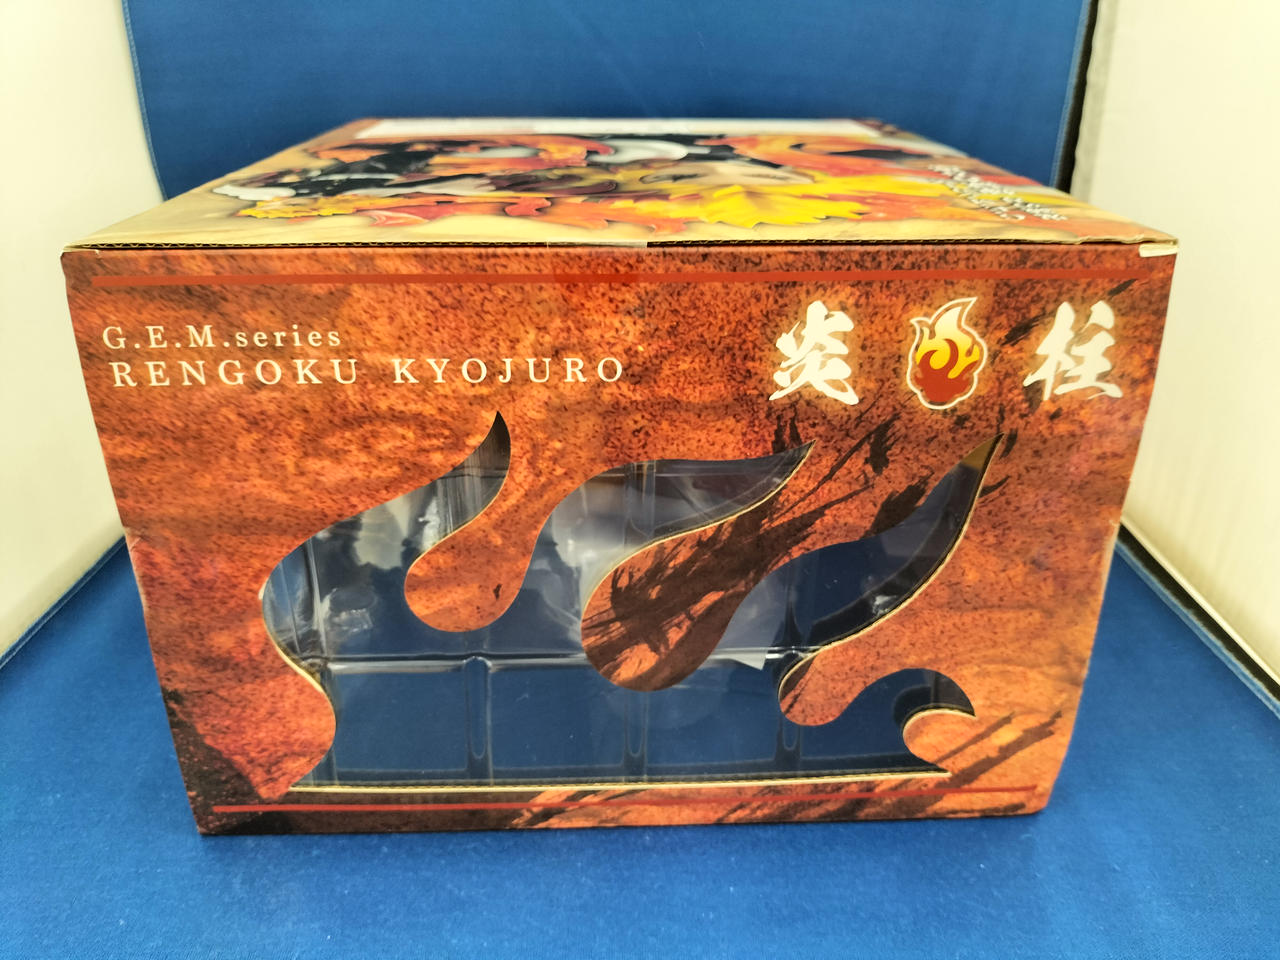 G.E.M.series
RENGOKU KYOJURO
炎 柱